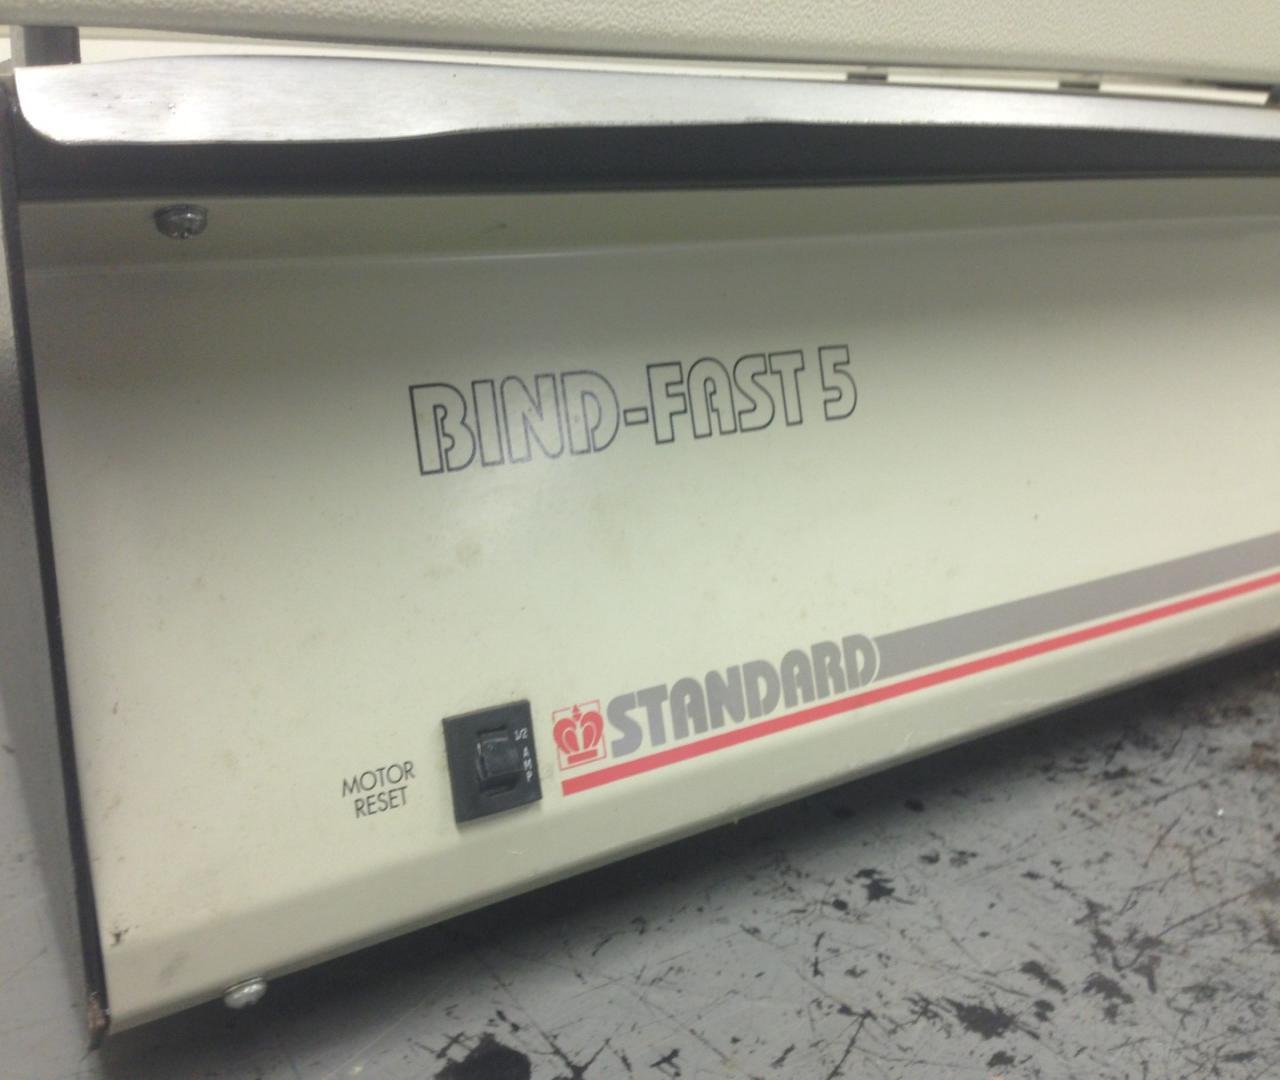 BIND-FAST 5
STANDARD
1/2
AMP
MOTOR
RESET